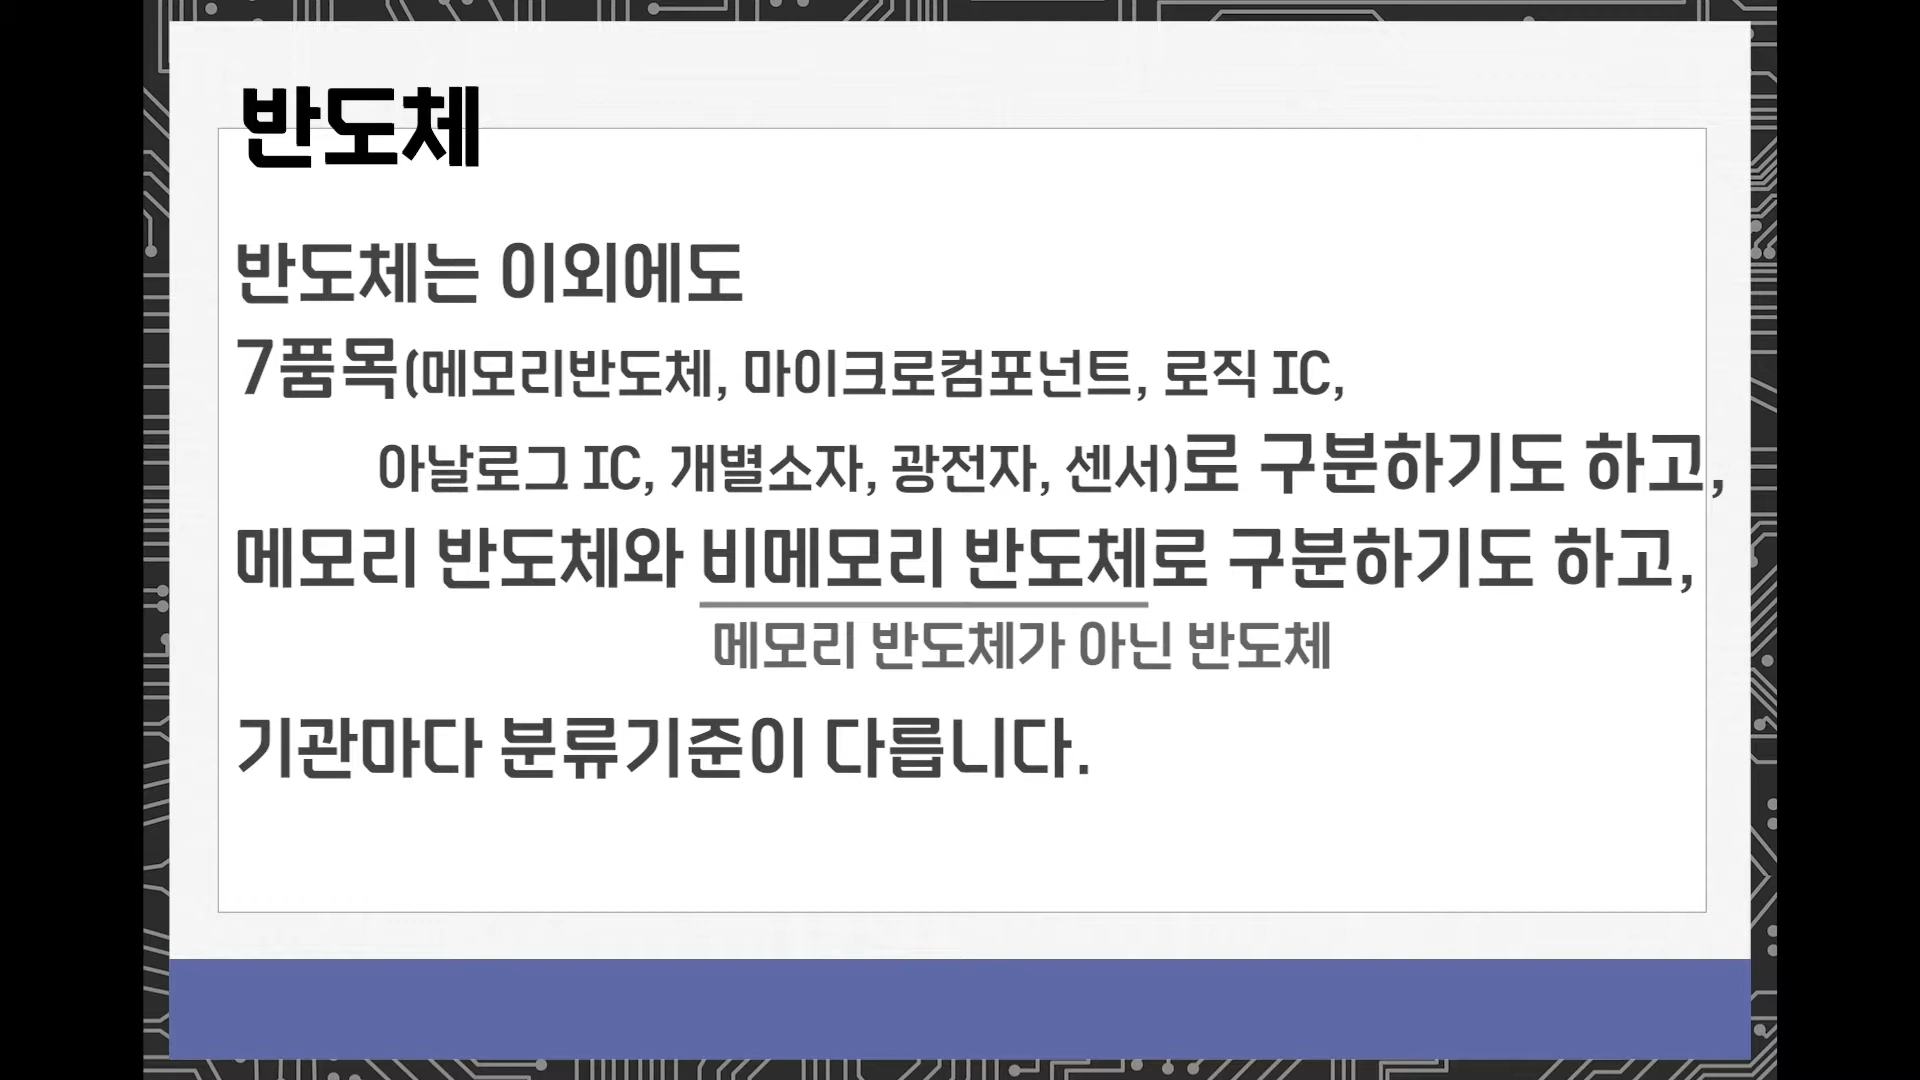 반도체
반도체는 이외에도
7품목(메모리반도체, 마이크로컴포넌트, 로직 IC,
아날로그 IC, 개별소자, 광전자, 센서)로 구분하기도 하고,
메모리 반도체와 비메모리 반도체로 구분하기도 하고,
메모리 반도체가 아닌 반도체
기관마다 분류기준이 다릅니다.